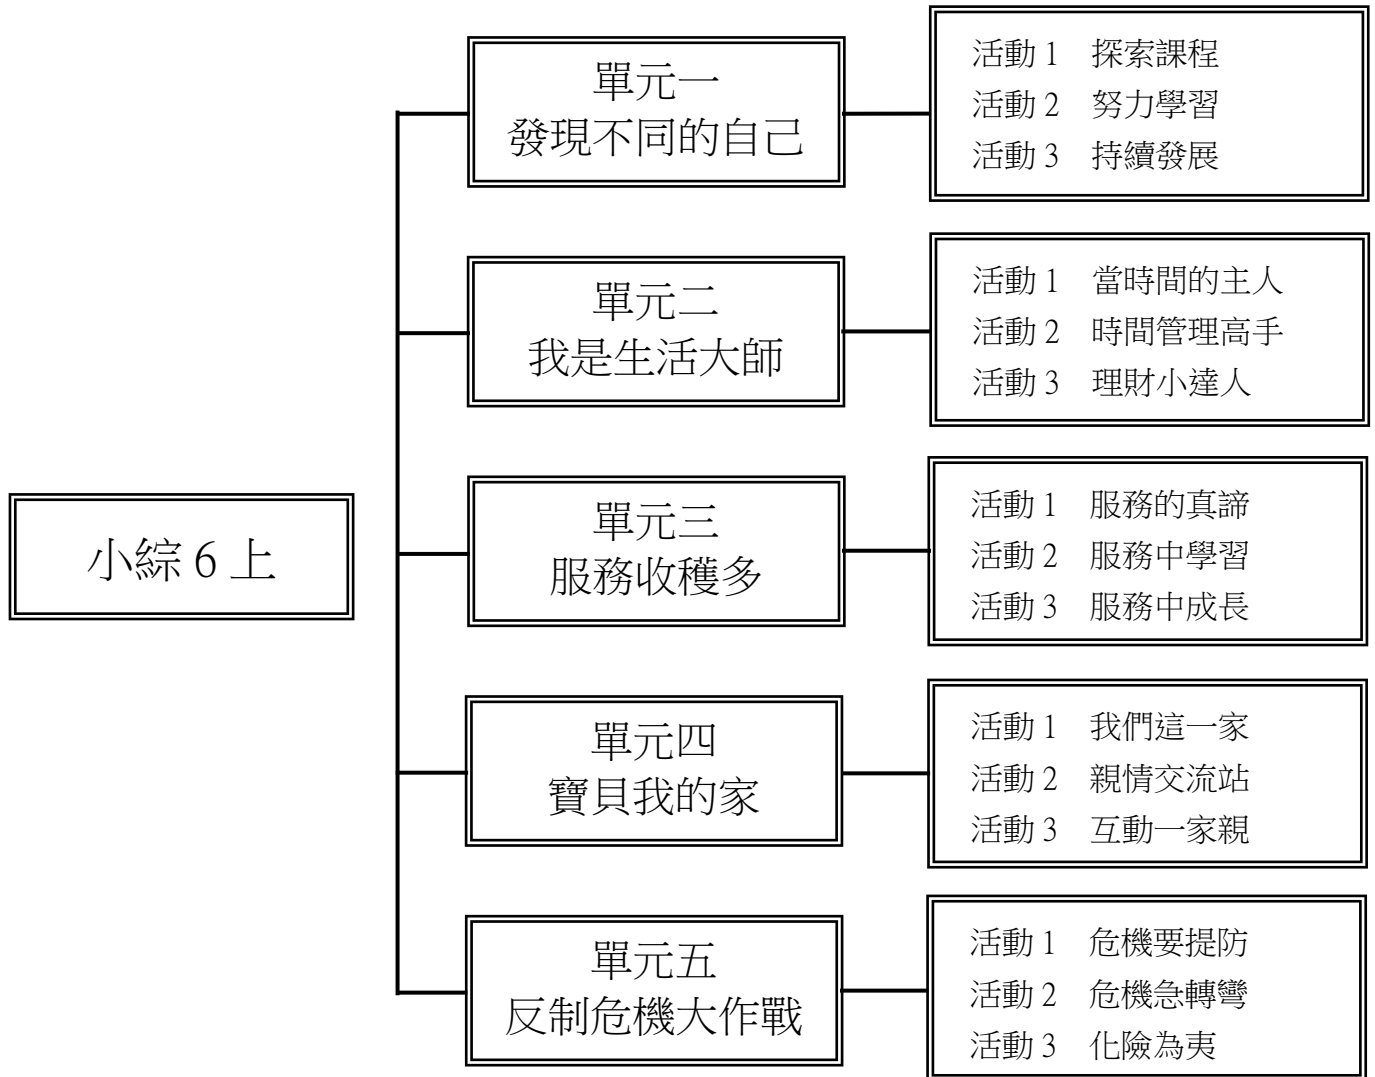 小綜 6 上
單元一
發現不同的自己
活動 1　探索課程
活動 2　努力學習
活動 3　持續發展
單元二
我是生活大師
活動 1　當時間的主人
活動 2　時間管理高手
活動 3　理財小達人
單元三
服務收穫多
活動 1　服務的真諦
活動 2　服務中學習
活動 3　服務中成長
單元四
寶貝我的家
活動 1　我們這一家
活動 2　親情交流站
活動 3　互動一家親
單元五
反制危機大作戰
活動 1　危機要提防
活動 2　危機急轉彎
活動 3　化險為夷